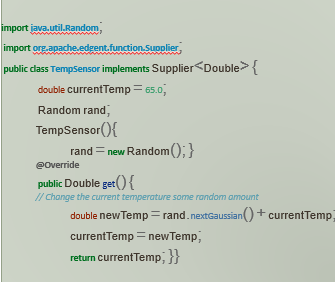 import java.util.Random;
import org.apache.edgent.function.Supplier;
public class TempSensor implements Supplier<Double> {
double currentTemp = 65.0;
Random rand;
TempSensor(){
rand = new Random(); }
@Override
public Double get() {
// Change the current temperature some random amount
double newTemp = rand.nextGaussian() + currentTemp;
currentTemp = newTemp;
return currentTemp; }}